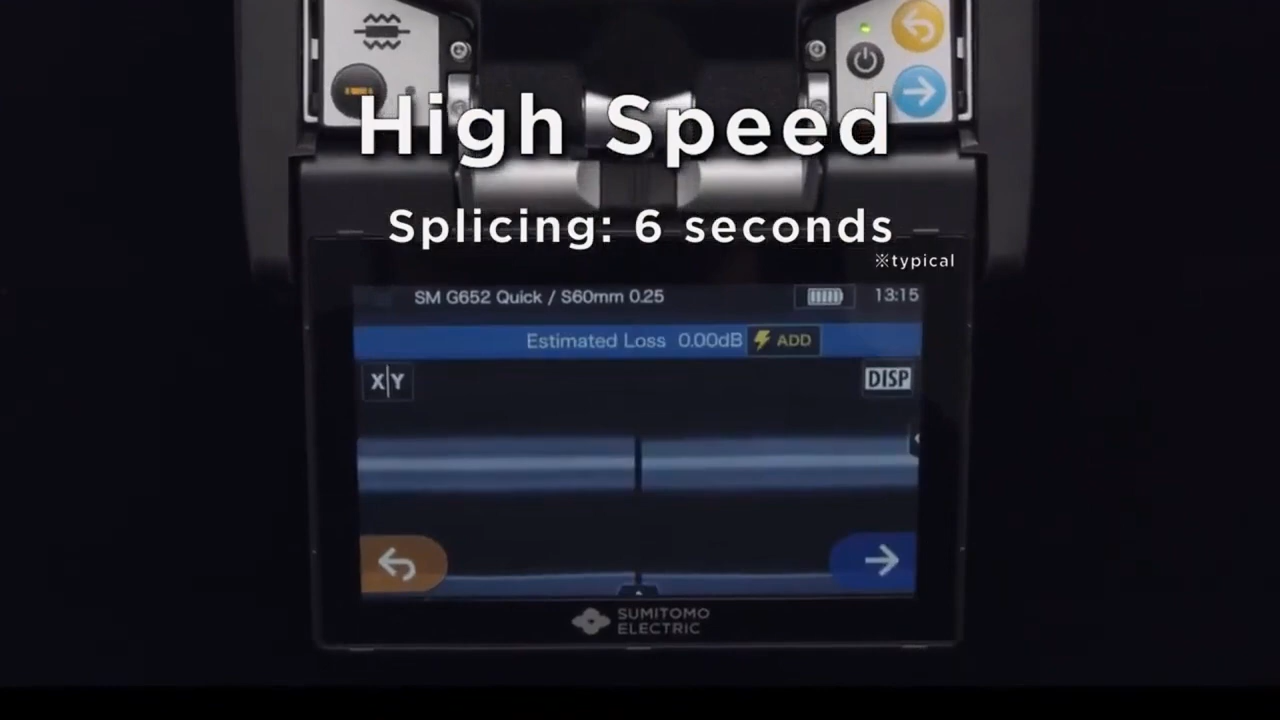 High Speed
Splicing: 6 seconds
※typical
SM G652 Quick / S60mm 0.25
13:15
Estimated Loss 0.00dB
ADD
X|Y
DISP
SUMITOMO
ELECTRIC